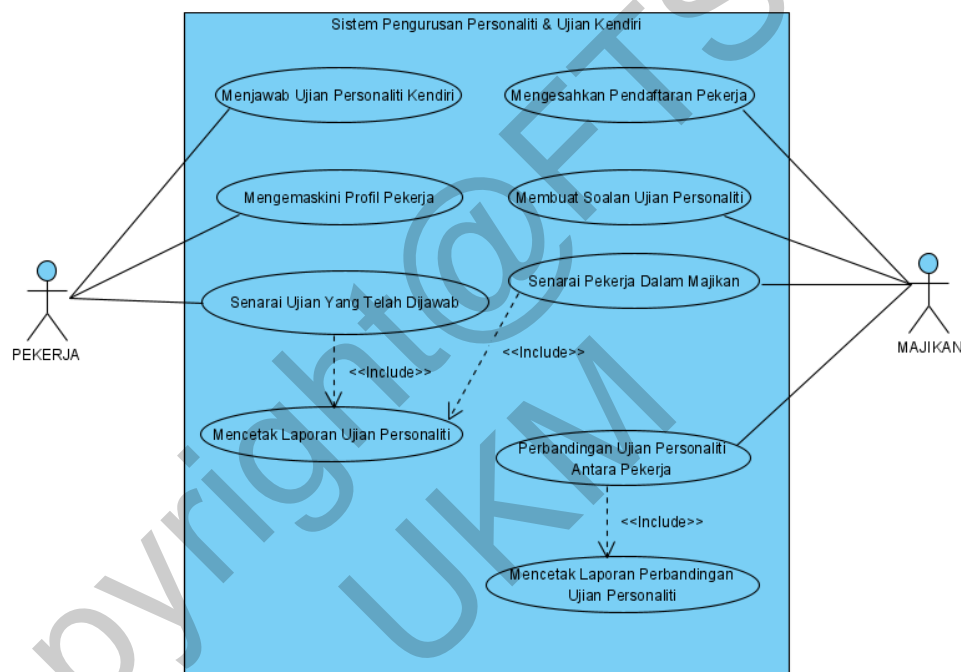 Sistem Pengurusan Personaliti & Ujian Kendiri
Menjawab Ujian Personaliti Kendiri
Mengesahkan Pendaftaran Pekerja
Mengemaskini Profil Pekerja
Membuat Soalan Ujian Personaliti
Senarai Ujian Yang Telah Dijawab
Senarai Pekerja Dalam Majikan
PEKERJA
MAJIKAN
<<Include>>
<<Include>>
Mencetak Laporan Ujian Personaliti
Perbandingan Ujian Personaliti
Antara Pekerja
<<Include>>
Mencetak Laporan Perbandingan
Ujian Personaliti
pyright@FTS
UKM